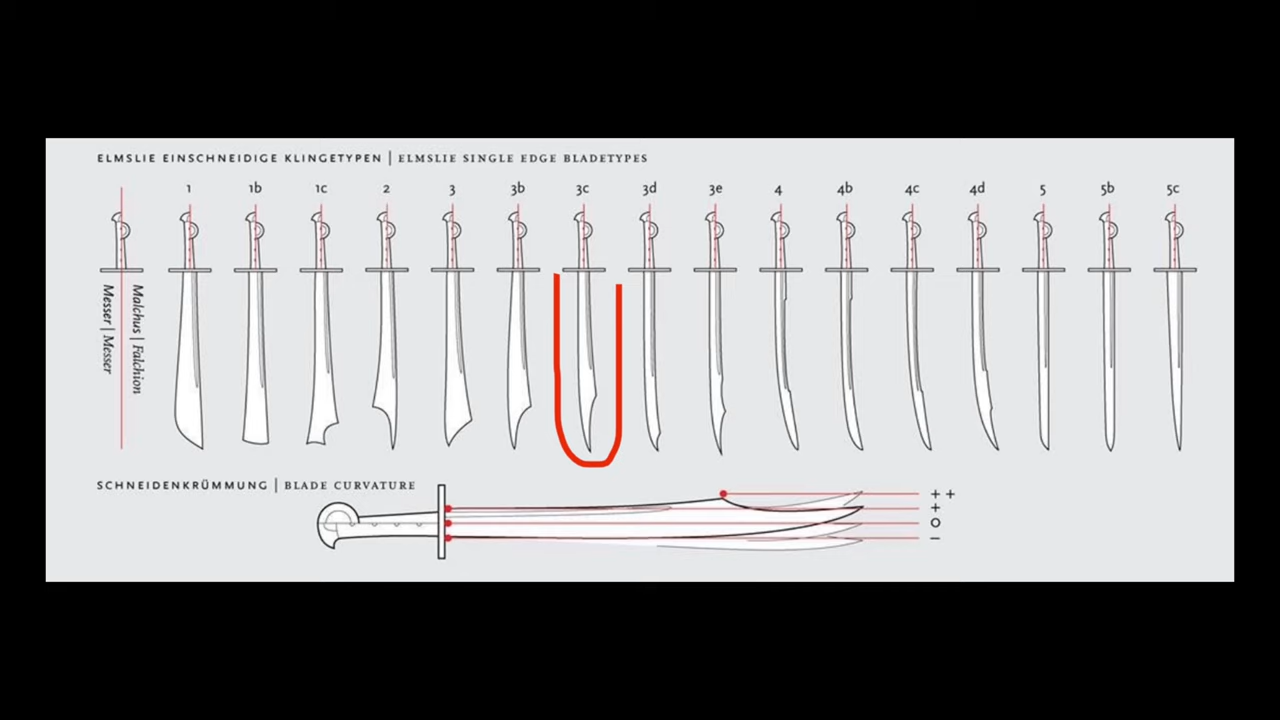 ELMSLIE EINSCHNEIDIGE KLINGETYPEN | ELMSLIE SINGLE EDGE BLADETYPES
1 1b 1c 2 3 3b 3c 3d 3e 4 4b 4c 4d 5 5b 5c
Messer | Messer
Malchus | Falchion
SCHNEIDENKRÜMMUNG | BLADE CURVATURE
++
+
o
–